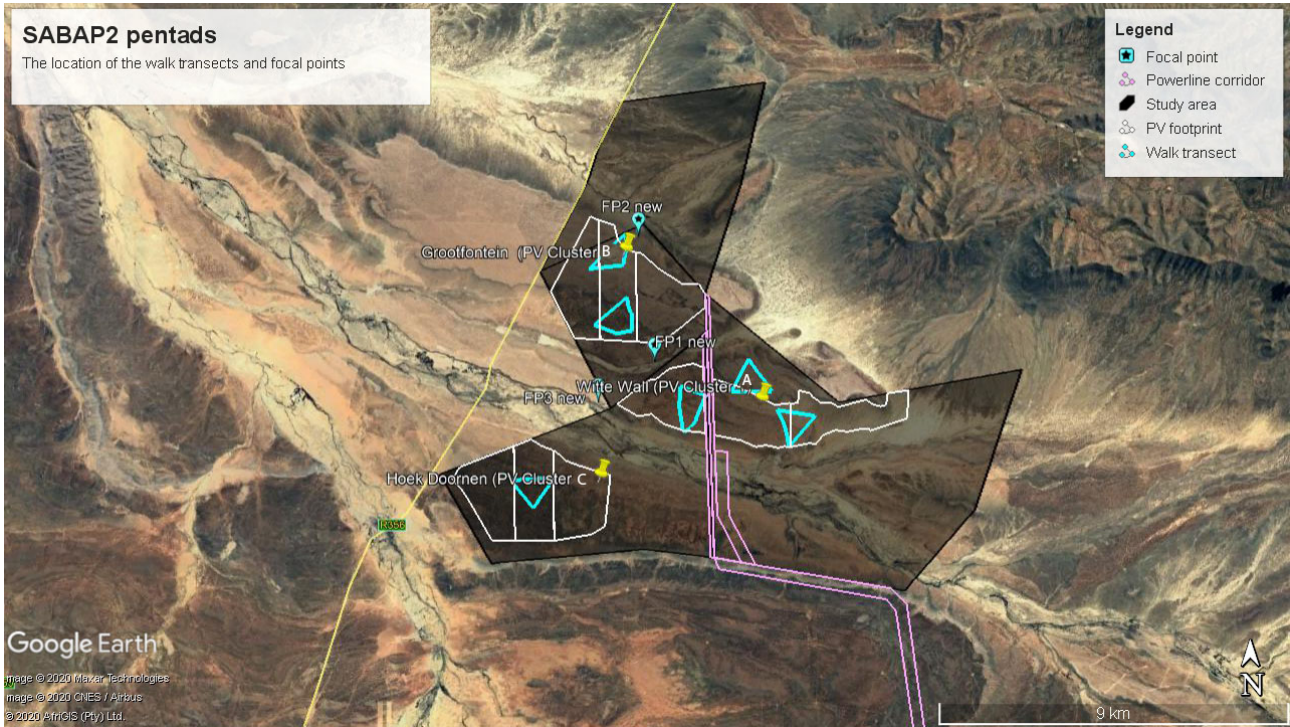 SABAP2 pentads
The location of the walk transects and focal points
Legend
Focal point
Powerline corridor
Study area
PV footprint
Walk transect
FP2 new
Grootfontein (PV Cluster B
FP1 new
A
Witte Wall (PV Cluster
FP3 new
Hoek Doornen (PV Cluster C
R356
Google Earth
Image © 2020 Maxar Technologies
Image © 2020 CNES / Airbus
© 2020 AfriGIS (Pty) Ltd.
N
9 km